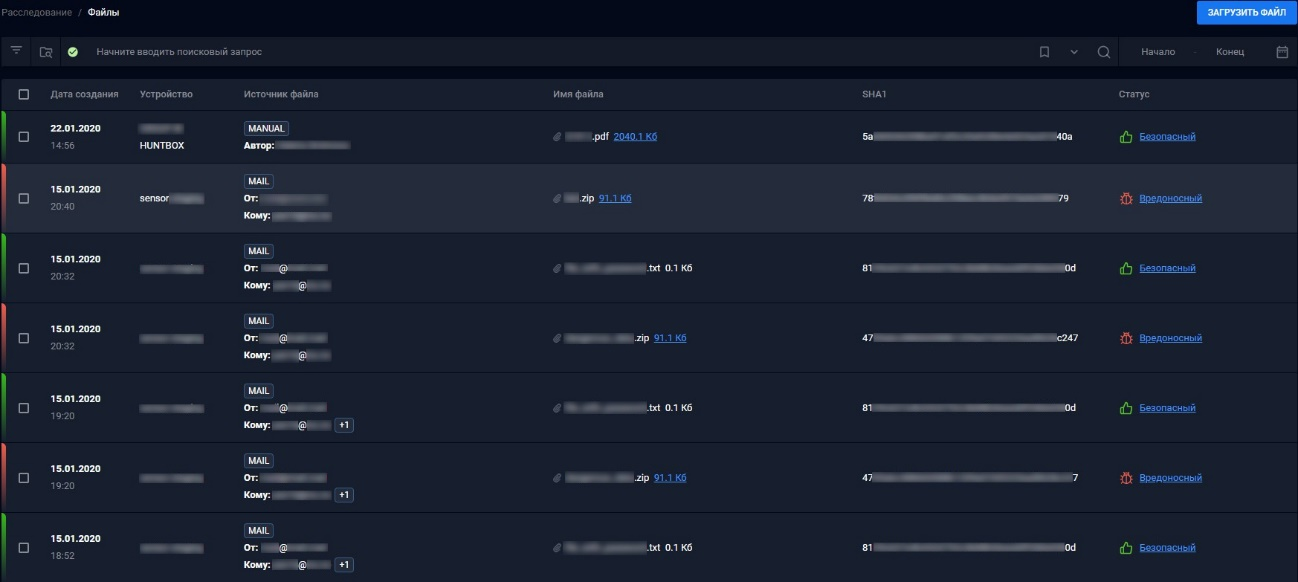 Расследование / Файлы
ЗАГРУЗИТЬ ФАЙЛ
Начните вводить поисковый запрос
Начало - Конец
Дата создания Устройство Источник файла Имя файла SHA1 Статус
22.01.2020
14:56
HUNTBOX
MANUAL
Автор:
.pdf 2040.1 Кб
5a 40a
Безопасный
15.01.2020
20:40
sensor
MAIL
От:
Кому:
.zip 91.1 Кб
78 79
Вредоносный
15.01.2020
20:32
MAIL
От: @
Кому: @
.txt 0.1 Кб
81 0d
Безопасный
15.01.2020
20:32
MAIL
От: @
Кому: @
.zip 91.1 Кб
47 c247
Вредоносный
15.01.2020
19:20
MAIL
От: @
Кому: @ +1
.txt 0.1 Кб
81 0d
Безопасный
15.01.2020
19:20
MAIL
От:
Кому: +1
.zip 91.1 Кб
47 7
Вредоносный
15.01.2020
18:52
MAIL
От: @
Кому: @ +1
.txt 0.1 Кб
81 0d
Безопасный